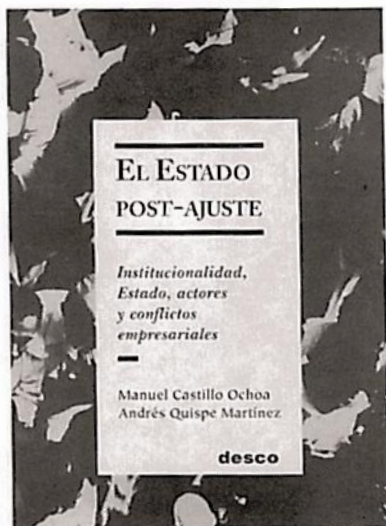 EL ESTADO
POST-AJUSTE
Institucionalidad,
Estado, actores
y conflictos
empresariales
Manuel Castillo Ochoa
Andrés Quispe Martínez
desco